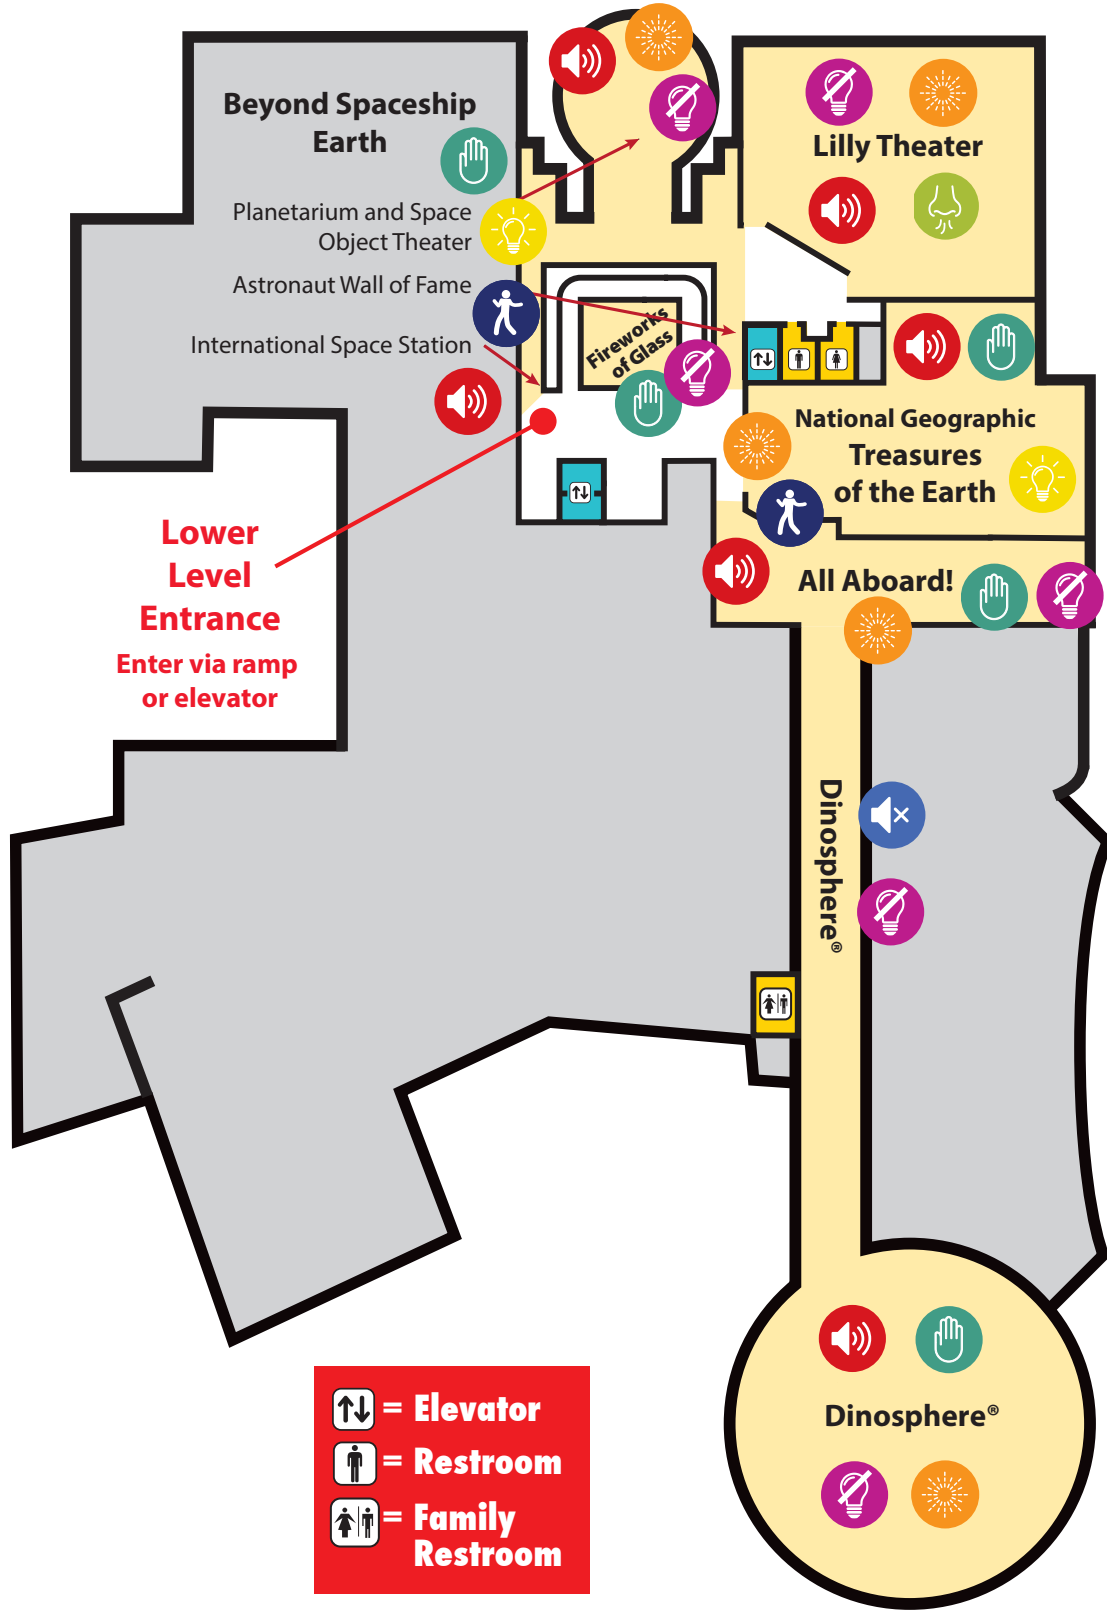 Beyond Spaceship
Earth
Planetarium and Space
Object Theater
Astronaut Wall of Fame
International Space Station
Lilly Theater
Fireworks
of Glass
National Geographic
Treasures
of the Earth
All Aboard!
Lower
Level
Entrance
Enter via ramp
or elevator
Dinosphere®
Dinosphere®
= Elevator
= Restroom
= Family
Restroom